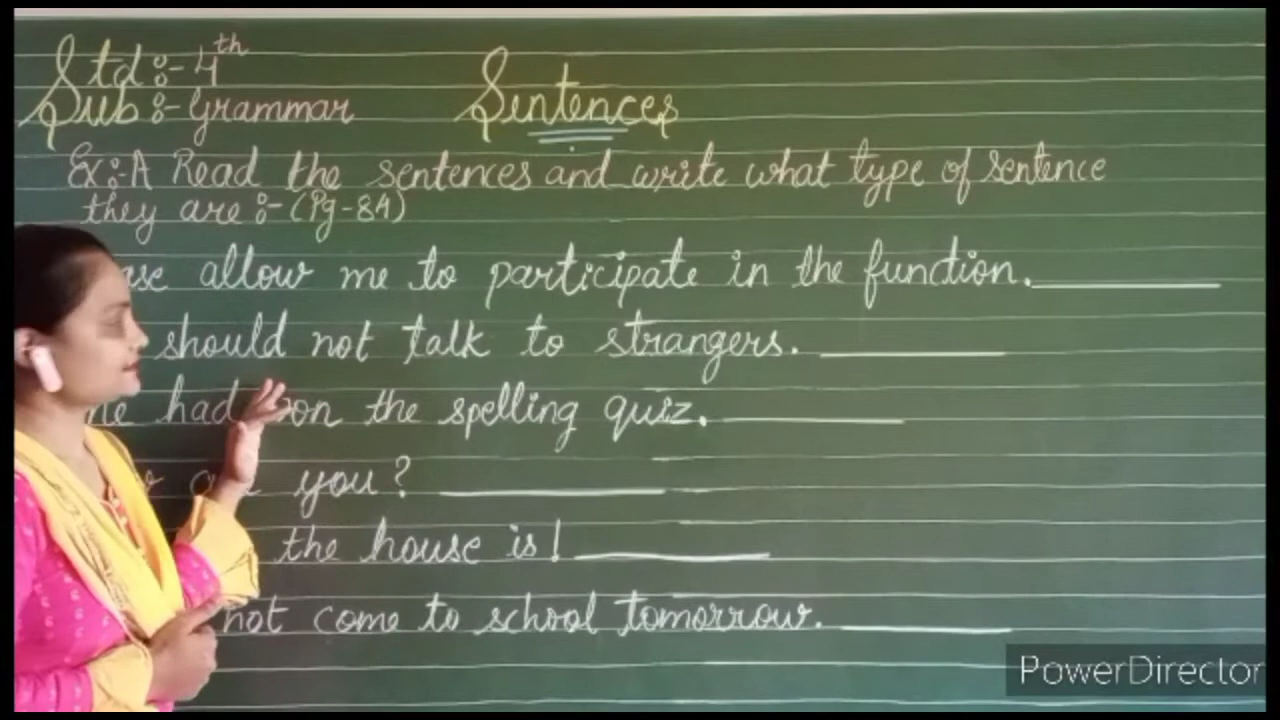 Std :- 4th
Sub :- Grammar
Sentences
Ex:-A Read the sentences and write what type of sentence
they are :- (Pg-84)
allow me to participate in the function.
should not talk to strangers.
had won the spelling quiz.
you?
the house is!
not come to school tomorrow.
PowerDirector